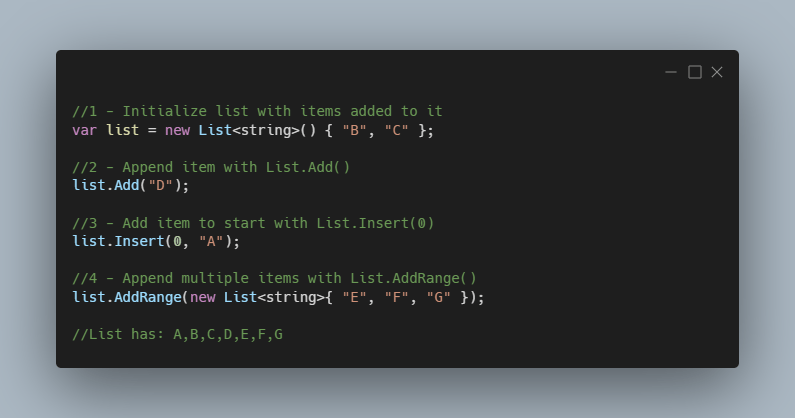 //1 - Initialize list with items added to it
var list = new List<string>() { "B", "C" };
//2 - Append item with List.Add()
list.Add("D");
//3 - Add item to start with List.Insert(0)
list.Insert(0, "A");
//4 - Append multiple items with List.AddRange()
list.AddRange(new List<string>{ "E", "F", "G" });
//List has: A,B,C,D,E,F,G